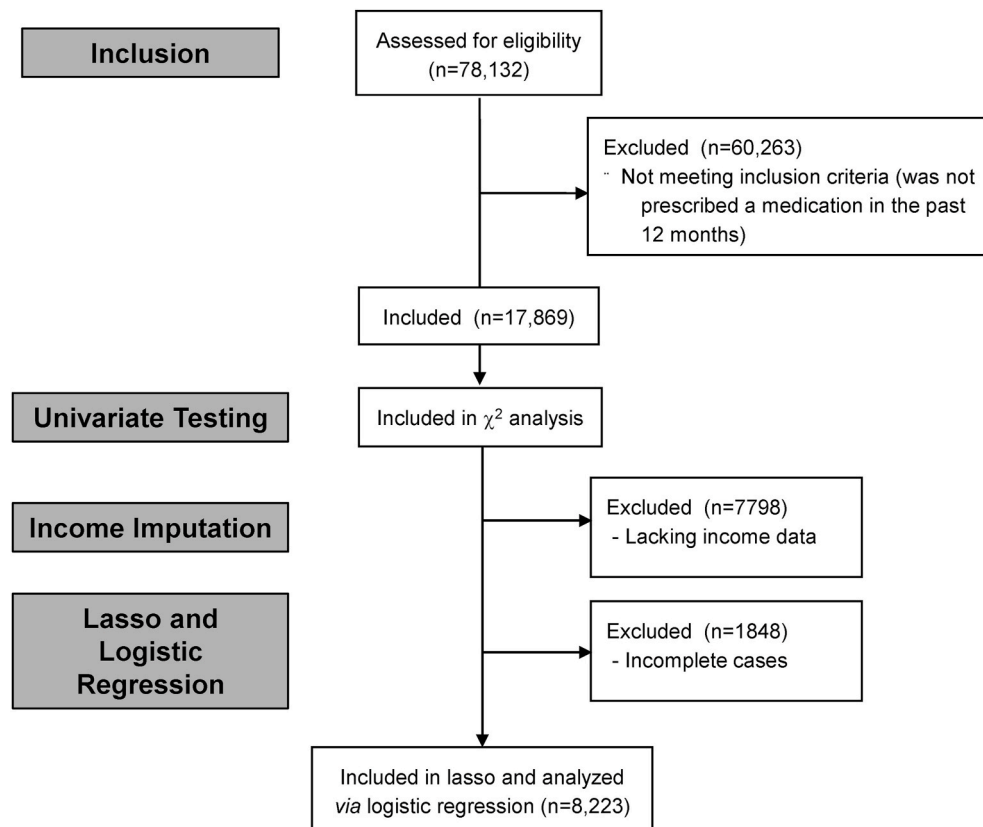 Inclusion
Assessed for eligibility
(n=78,132)
Excluded (n=60,263)
¨ Not meeting inclusion criteria (was not
prescribed a medication in the past
12 months)
Included (n=17,869)
Univariate Testing
Included in χ² analysis
Income Imputation
Excluded (n=7798)
- Lacking income data
Lasso and
Logistic
Regression
Excluded (n=1848)
- Incomplete cases
Included in lasso and analyzed
via logistic regression (n=8,223)